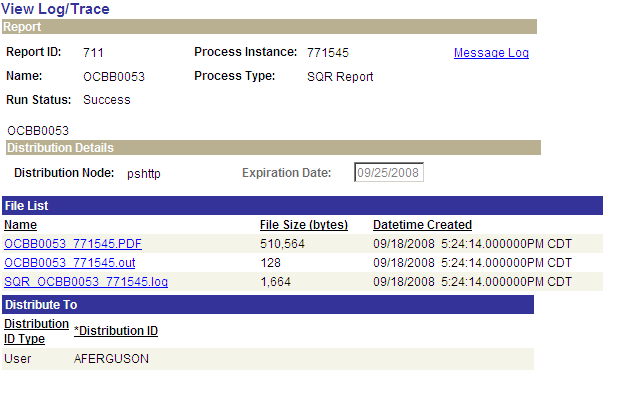 View Log/Trace
Report
Report ID: 711 Process Instance: 771545 Message Log
Name: OCBB0053 Process Type: SQR Report
Run Status: Success
OCBB0053
Distribution Details
Distribution Node: pshttp Expiration Date: 09/25/2008
File List
Name File Size (bytes) Datetime Created
OCBB0053_771545.PDF 510,564 09/18/2008 5:24:14.000000PM CDT
OCBB0053_771545.out 128 09/18/2008 5:24:14.000000PM CDT
SQR_OCBB0053_771545.log 1,664 09/18/2008 5:24:14.000000PM CDT
Distribute To
Distribution ID Type *Distribution ID
User AFERGUSON